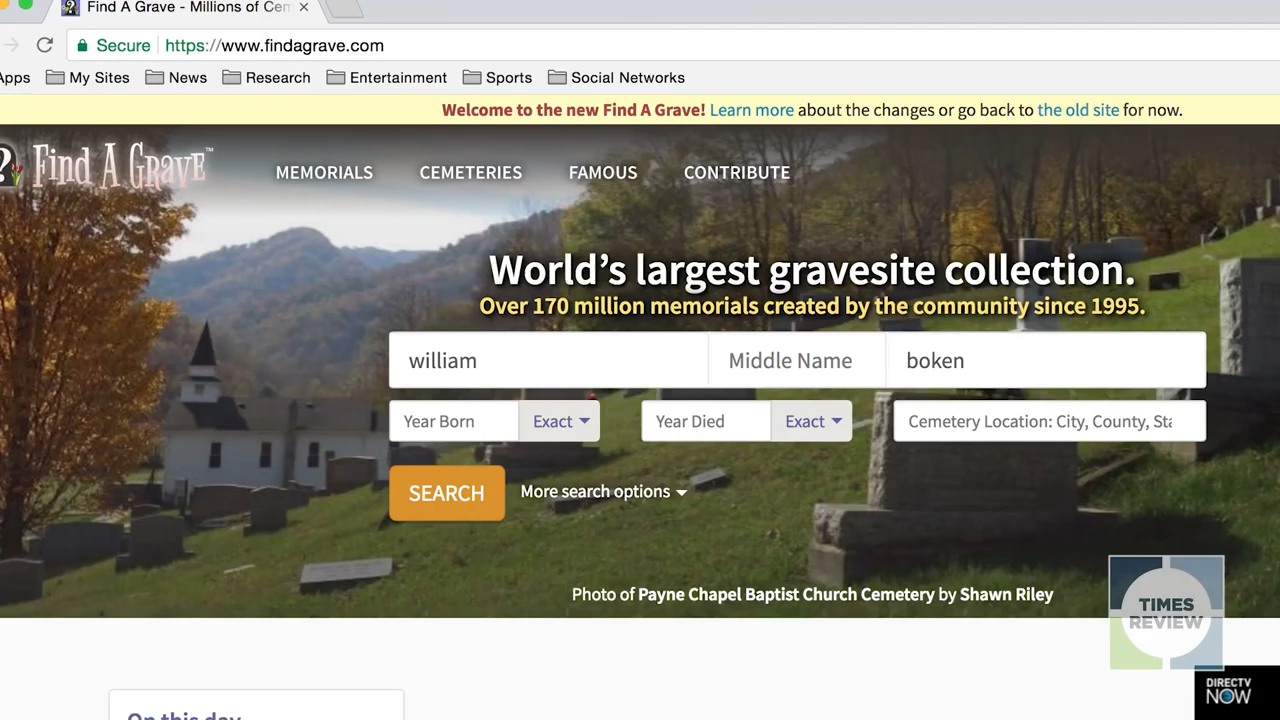 Find A Grave - Millions of Cem
Secure https://www.findagrave.com
Apps My Sites News Research Entertainment Sports Social Networks
Welcome to the new Find A Grave! Learn more about the changes or go back to the old site for now.
? Find A Grave™ MEMORIALS CEMETERIES FAMOUS CONTRIBUTE
World's largest gravesite collection.
Over 170 million memorials created by the community since 1995.
william Middle Name boken
Year Born Exact Year Died Exact Cemetery Location: City, County, Sta
SEARCH More search options
Photo of Payne Chapel Baptist Church Cemetery by Shawn Riley
TIMES
REVIEW
DIRECTV
NOW
On this day